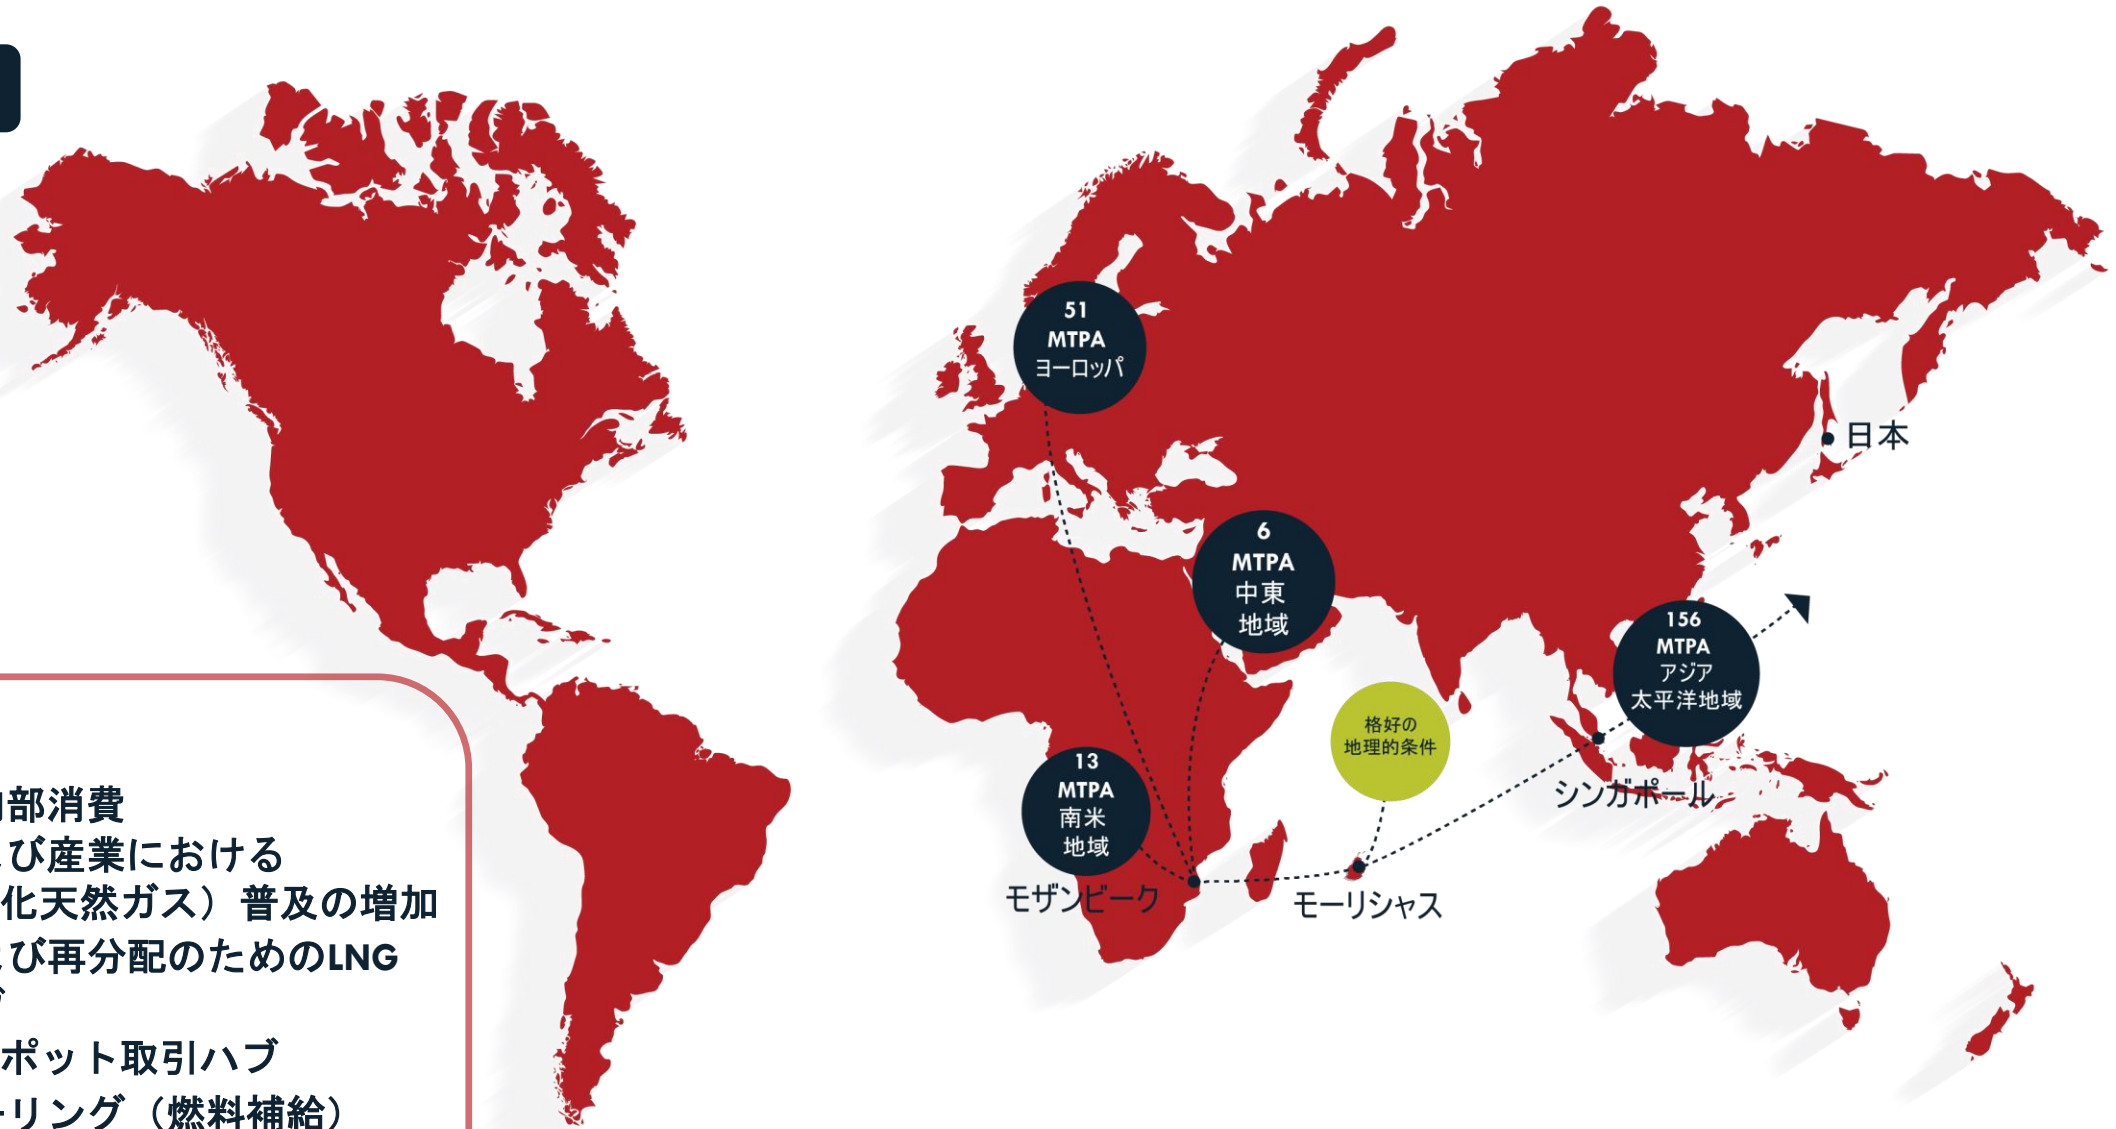 51
MTPA
ヨーロッパ
日本
6
MTPA
中東
地域
156
MTPA
アジア
太平洋地域
格好の
地理的条件
13
MTPA
南米
地域
シンガポール
モザンビーク
モーリシャス
部消費
び産業における
化天然ガス）普及の増加
び再分配のためのLNG
ポット取引ハブ
ーリング（燃料補給）